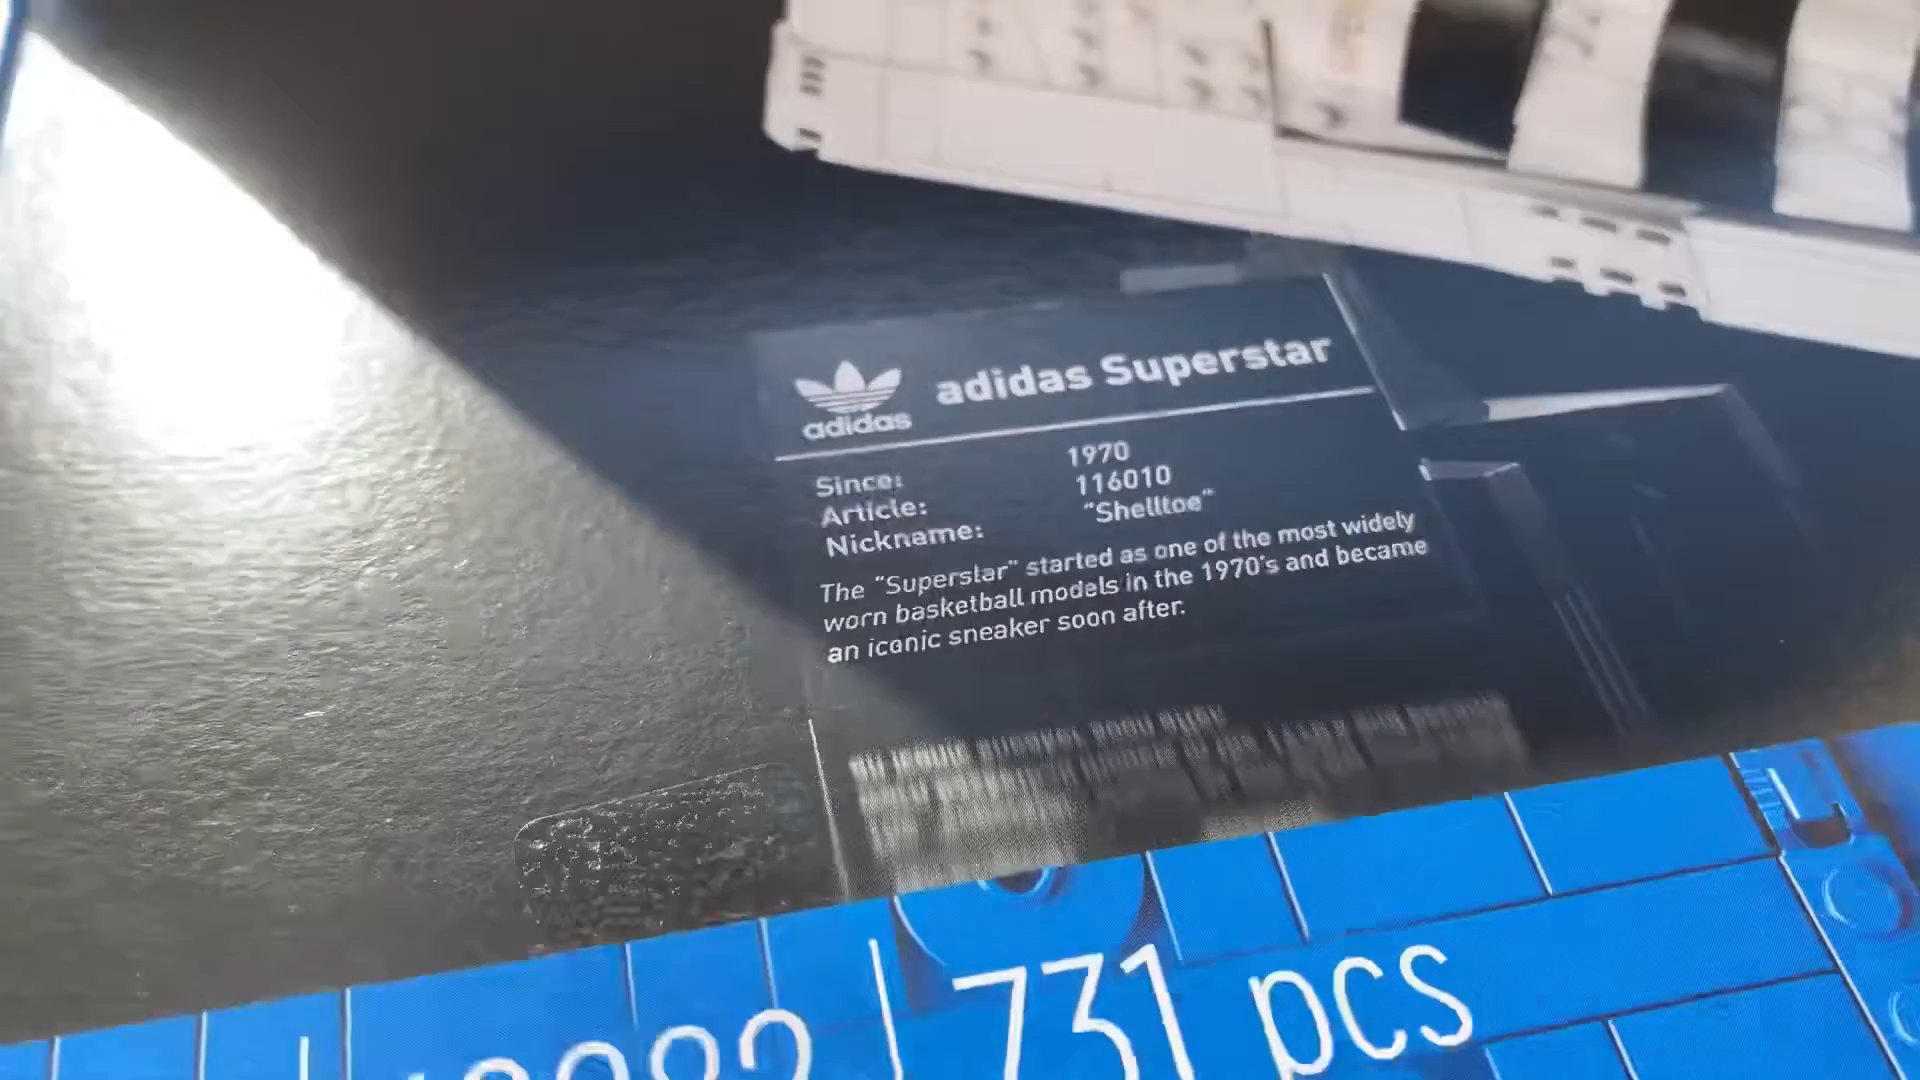 adidas
adidas Superstar
Since: 1970
Article: 116010
Nickname: "Shelltoe"
The "Superstar" started as one of the most widely
worn basketball models in the 1970's and became
an iconic sneaker soon after.
731 pcs